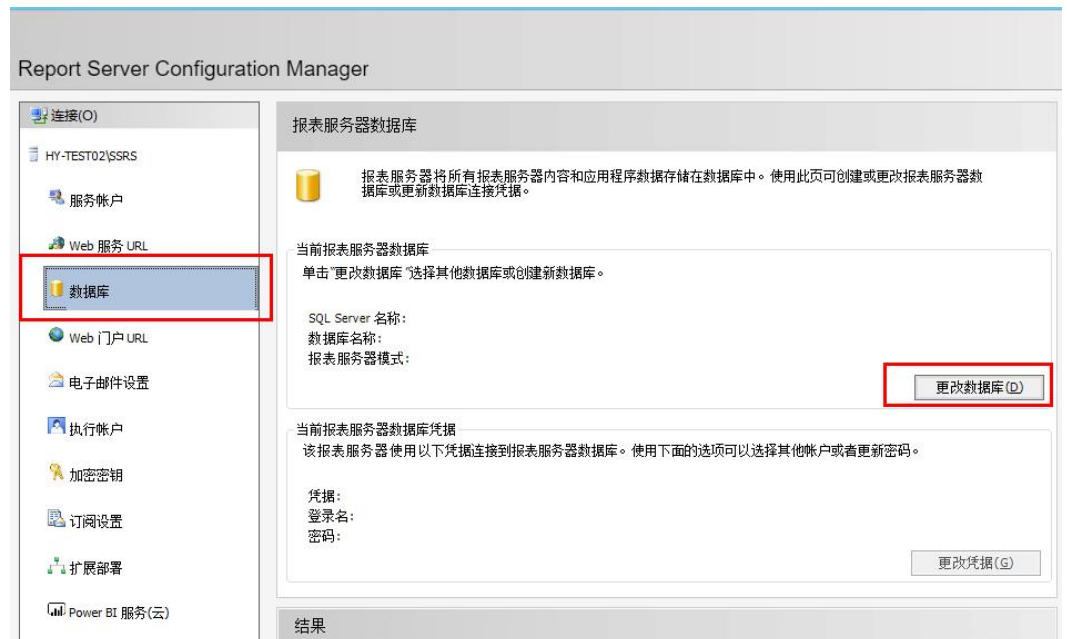 Report Server Configuration Manager
连接(O)
HY-TEST02\SSRS
服务帐户
Web 服务 URL
数据库
Web 门户 URL
电子邮件设置
执行帐户
加密密钥
订阅设置
扩展部署
Power BI 服务(云)
报表服务器数据库
报表服务器将所有报表服务器内容和应用程序数据存储在数据库中。使用此页可创建或更改报表服务器数
据库或更新数据库连接凭据。
当前报表服务器数据库
单击"更改数据库"选择其他数据库或创建新数据库。
SQL Server 名称:
数据库名称:
报表服务器模式:
更改数据库(D)
当前报表服务器数据库凭据
该报表服务器使用以下凭据连接到报表服务器数据库。使用下面的选项可以选择其他帐户或者更新密码。
凭据:
登录名:
密码:
更改凭据(G)
结果